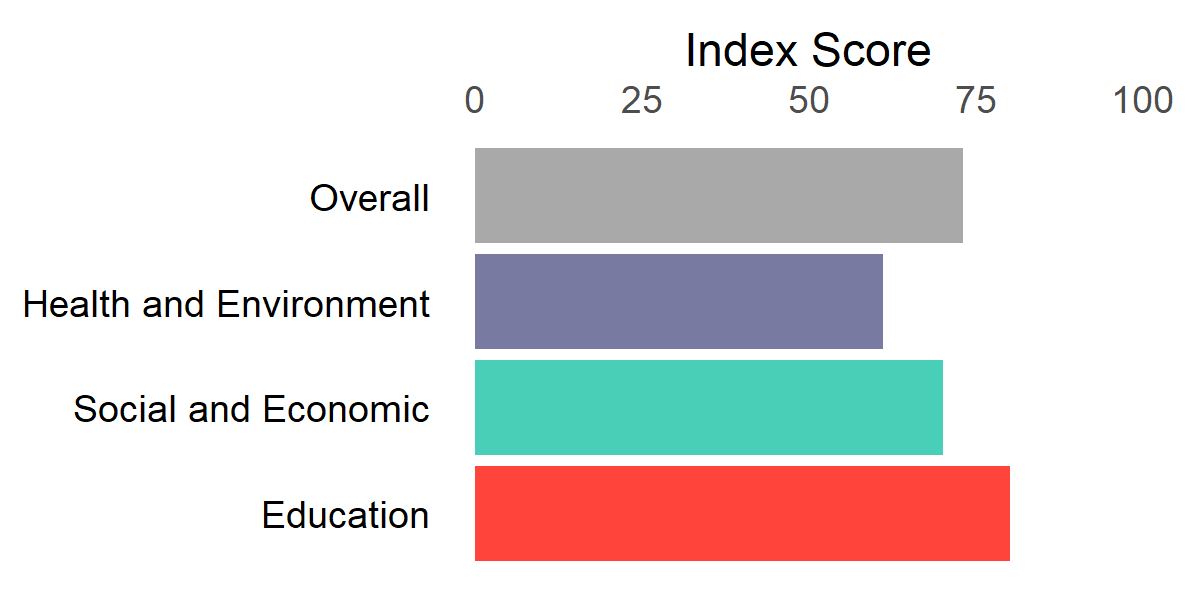 Index Score
0 25 50 75 100
Overall
Health and Environment
Social and Economic
Education